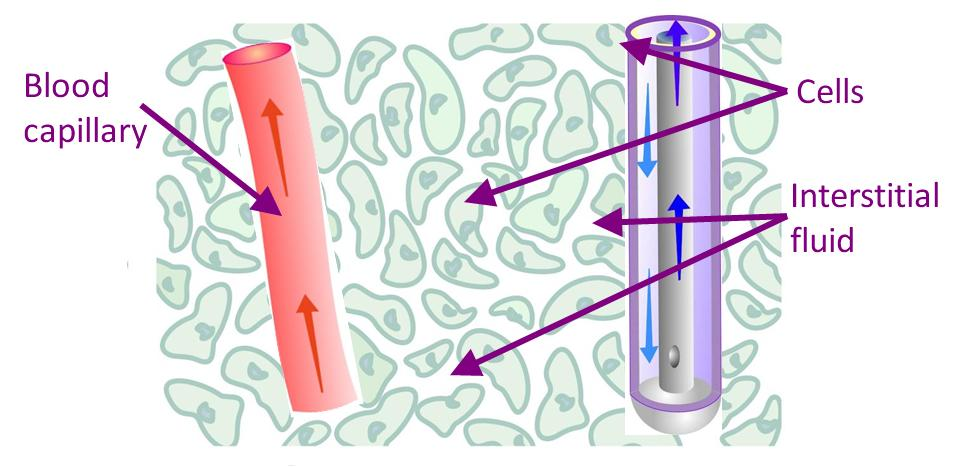 Blood
capillary
Cells
Interstitial
fluid